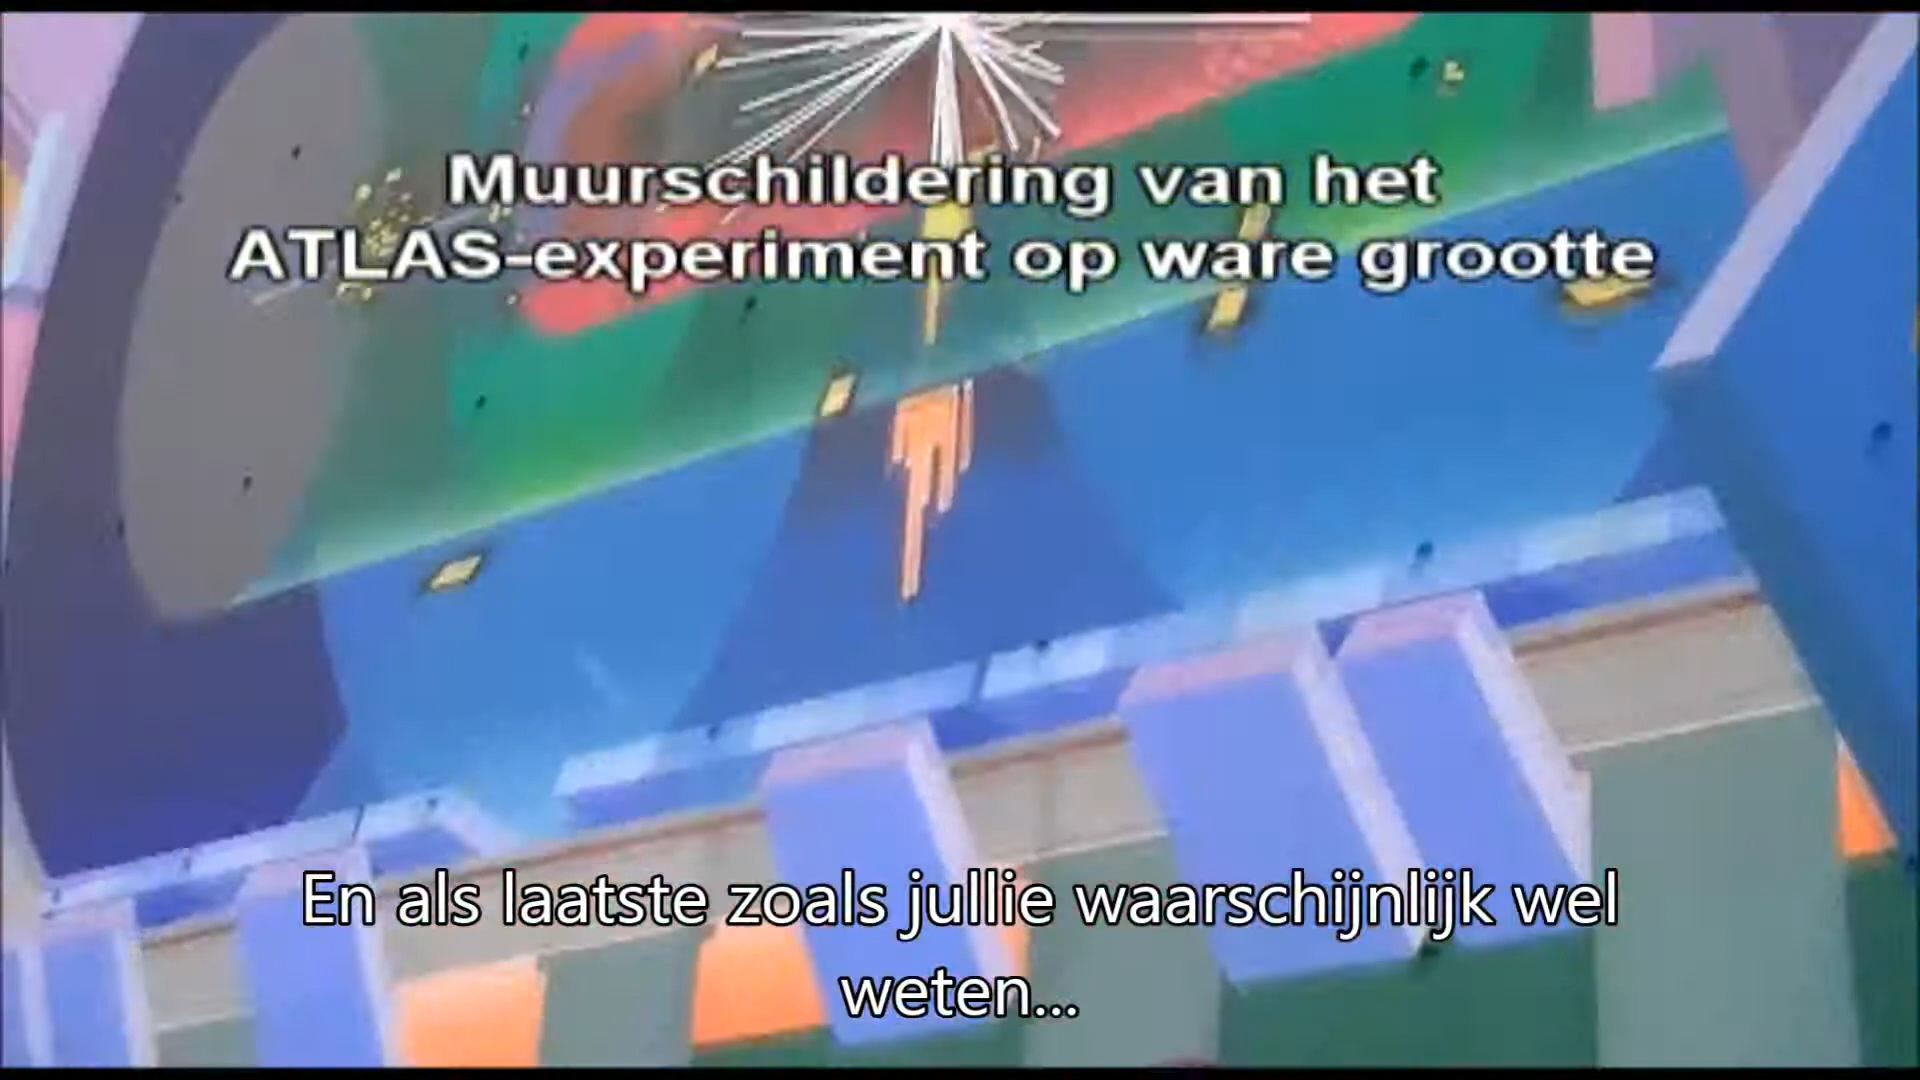 Muurschildering van het
ATLAS-experiment op ware grootte
En als laatste zoals jullie waarschijnlijk wel
weten...